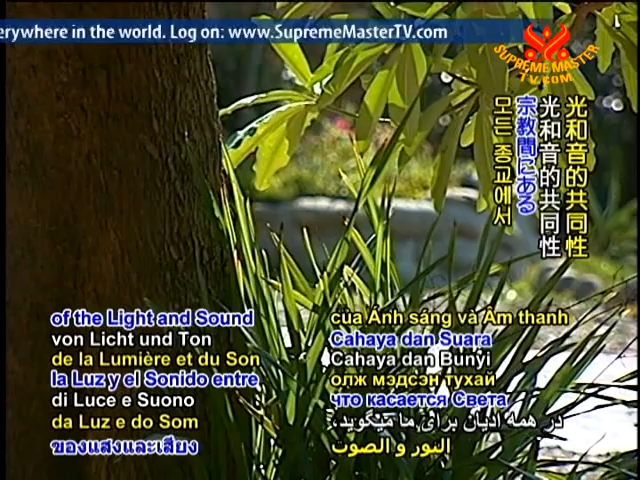 erywhere in the world. Log on: www.SupremeMasterTV.com
SUPREME MASTER
TV.COM
光和音的共同性
光和音的共同性
宗教間にある
모든 종교에서
of the Light and Sound
von Licht und Ton
de la Lumière et du Son
la Luz y el Sonido entre
di Luce e Suono
da Luz e do Som
ของแสงและเสียง
của Ánh sáng và Âm thanh
Cahaya dan Suara
Cahaya dan Bunyi
олж мэдсэн тухай
что касается Света
در همه ادیان برای ما میگوید،
النور و الصوت